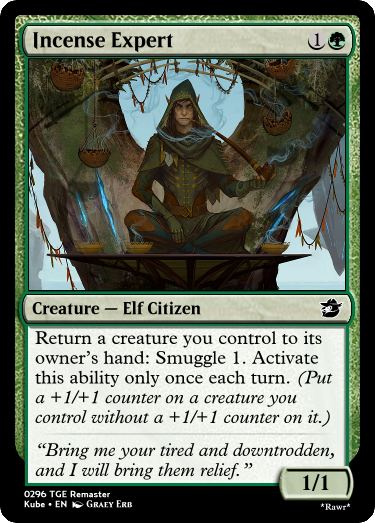 Incense Expert 1
Creature — Elf Citizen
Return a creature you control to its
owner's hand: Smuggle 1. Activate
this ability only once each turn. (Put
a +1/+1 counter on a creature you
control without a +1/+1 counter on it.)
“Bring me your tired and downtrodden,
and I will bring them relief.”
1/1
0296 TGE Remaster
Kube • EN Graey Erb
*Rawr*